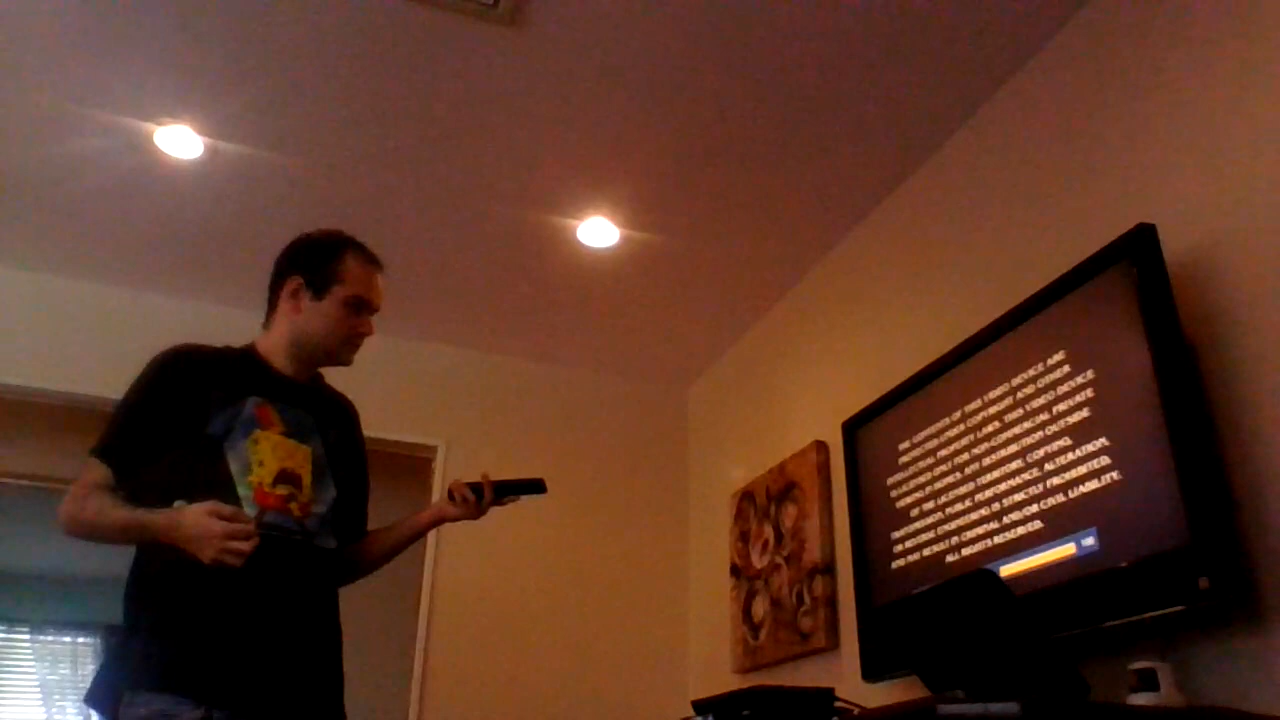 THE CONTENTS OF THIS VIDEO DEVICE ARE
PROTECTED UNDER COPYRIGHT AND OTHER
INTELLECTUAL PROPERTY LAWS. THIS VIDEO DEVICE
IS LICENSED ONLY FOR NON-COMMERCIAL PRIVATE
VIEWING IN HOMES. ANY DISTRIBUTION OUTSIDE
OF THE LICENSED TERRITORY, COPYING,
TRANSMISSION, PUBLIC PERFORMANCE, ALTERATION,
OR REVERSE ENGINEERING IS STRICTLY PROHIBITED,
AND MAY RESULT IN CRIMINAL AND/OR CIVIL LIABILITY.
ALL RIGHTS RESERVED.
100